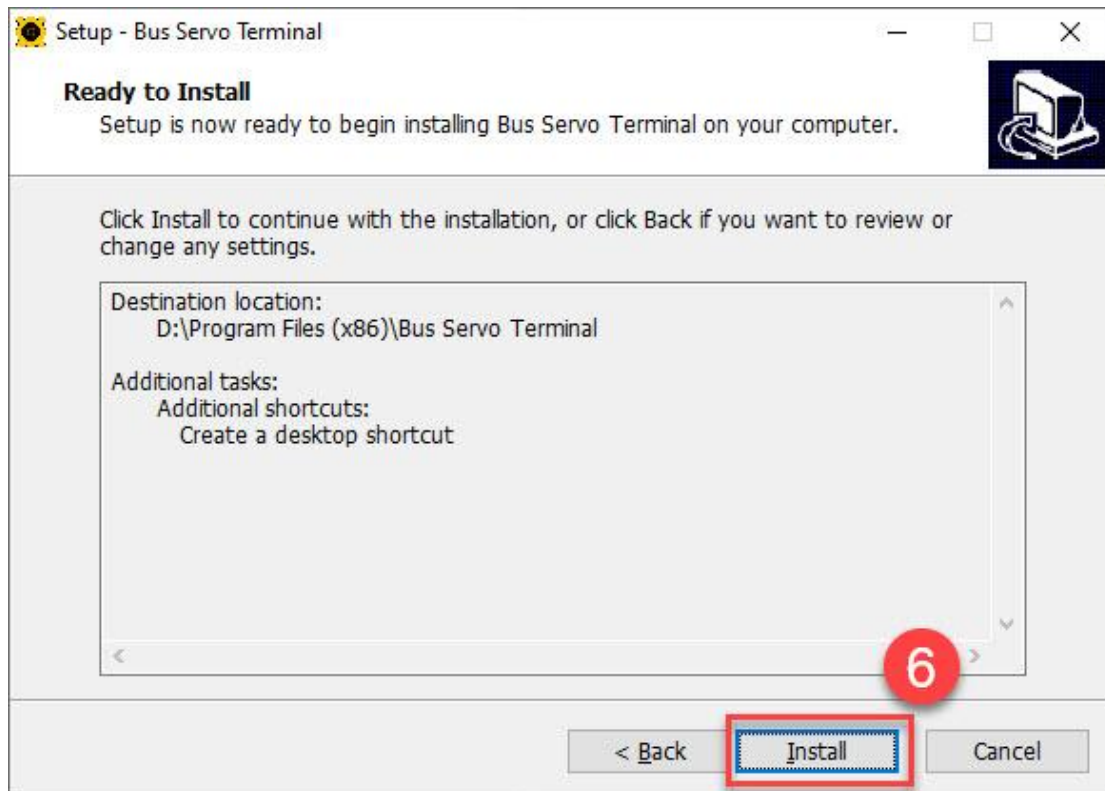 Setup - Bus Servo Terminal
Ready to Install
Setup is now ready to begin installing Bus Servo Terminal on your computer.
Click Install to continue with the installation, or click Back if you want to review or
change any settings.
Destination location:
D:\Program Files (x86)\Bus Servo Terminal
Additional tasks:
Additional shortcuts:
Create a desktop shortcut
6
< Back Install Cancel